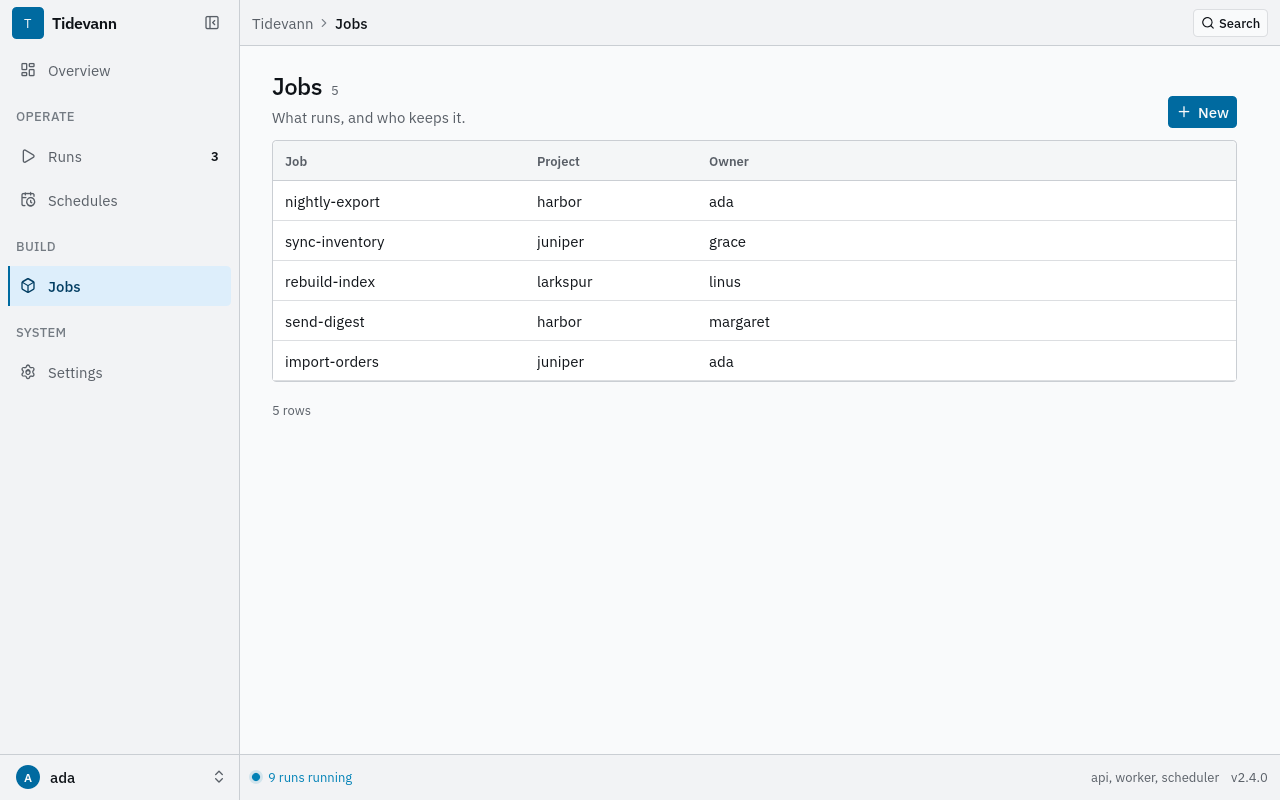 T Tidevann
Overview
OPERATE
Runs 3
Schedules
BUILD
Jobs
SYSTEM
Settings
A ada
Tidevann Jobs
Search
Jobs 5
What runs, and who keeps it.
New
Job Project Owner
nightly-export harbor ada
sync-inventory juniper grace
rebuild-index larkspur linus
send-digest harbor margaret
import-orders juniper ada
5 rows
9 runs running
api, worker, scheduler v2.4.0